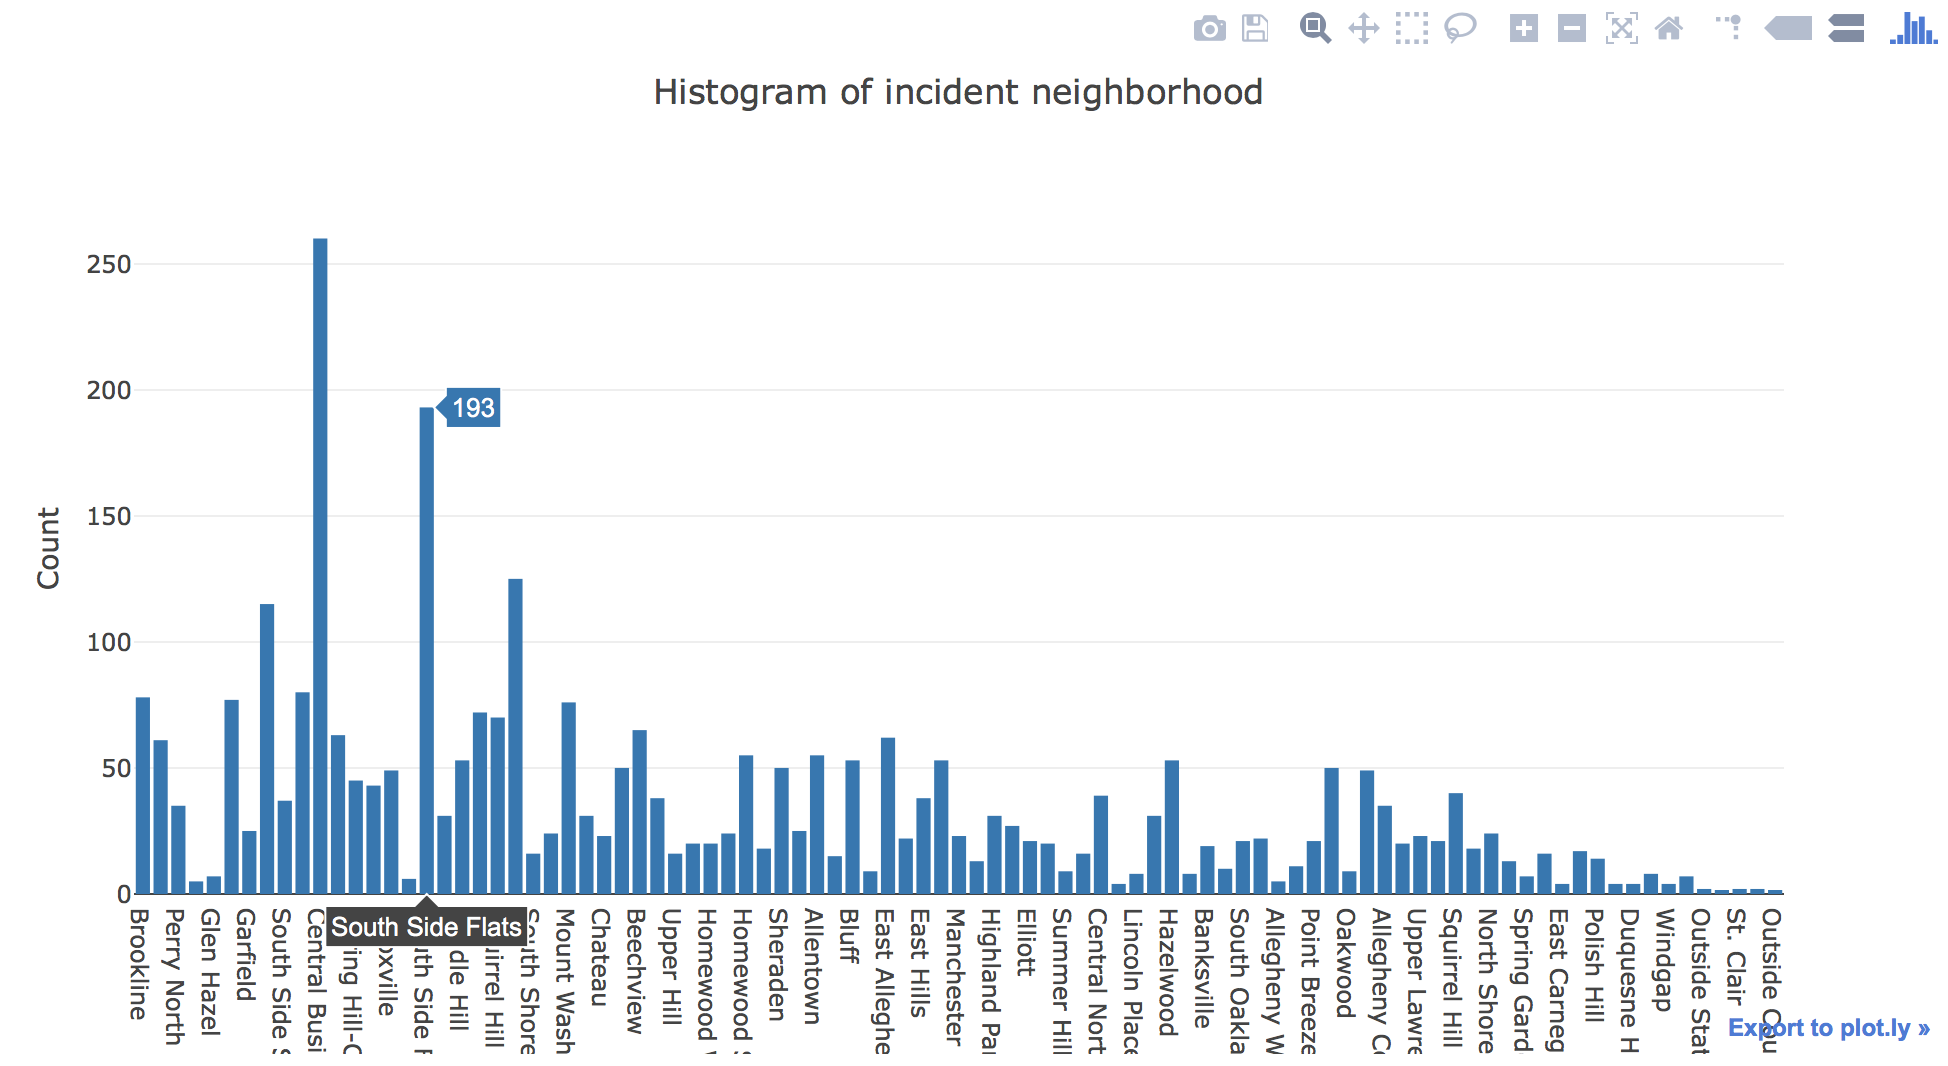 Histogram of incident neighborhood
250
200
193
150
Count
100
50
0
South Side Flats
Brookline
Perry North
Glen Hazel
Garfield
South Side S
Central Busi
ring Hill-C
oxville
uth Side F
dle Hill
uirrel Hill
South Shore
Mount Wash
Chateau
Beechview
Upper Hill
Homewood
Homewood S
Sheraden
Allentown
Bluff
East Alleghe
East Hills
Manchester
Highland Par
Elliott
Summer Hill
Central Nort
Lincoln Place
Hazelwood
Banksville
South Oakla
Allegheny W
Point Breeze
Oakwood
Allegheny Ce
Upper Lawre
Squirrel Hill
North Shore
Spring Gard
East Carneg
Polish Hill
Duquesne H
Windgap
Outside Stat
St. Clair
Outside Cou
Export to plot.ly »